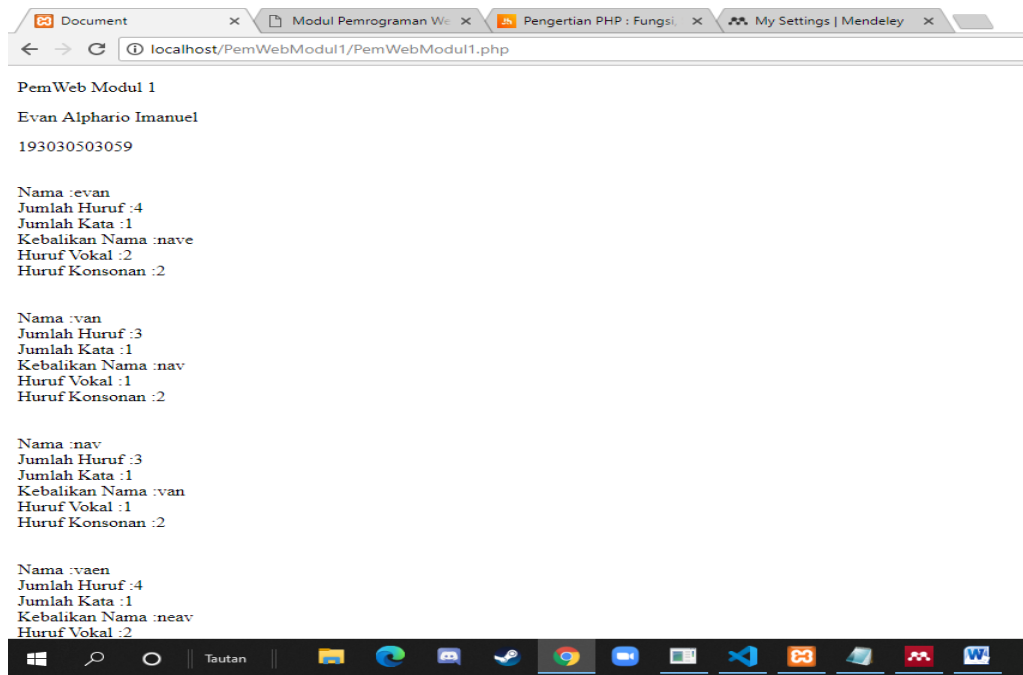 Document
Modul Pemrograman We
Pengertian PHP : Fungsi,
My Settings | Mendeley
localhost/PemWebModul1/PemWebModul1.php
PemWeb Modul 1
Evan Alphario Imanuel
193030503059
Nama :evan
Jumlah Huruf :4
Jumlah Kata :1
Kebalikan Nama :nave
Huruf Vokal :2
Huruf Konsonan :2
Nama :van
Jumlah Huruf :3
Jumlah Kata :1
Kebalikan Nama :nav
Huruf Vokal :1
Huruf Konsonan :2
Nama :nav
Jumlah Huruf :3
Jumlah Kata :1
Kebalikan Nama :van
Huruf Vokal :1
Huruf Konsonan :2
Nama :vaen
Jumlah Huruf :4
Jumlah Kata :1
Kebalikan Nama :neav
Huruf Vokal :2
Tautan